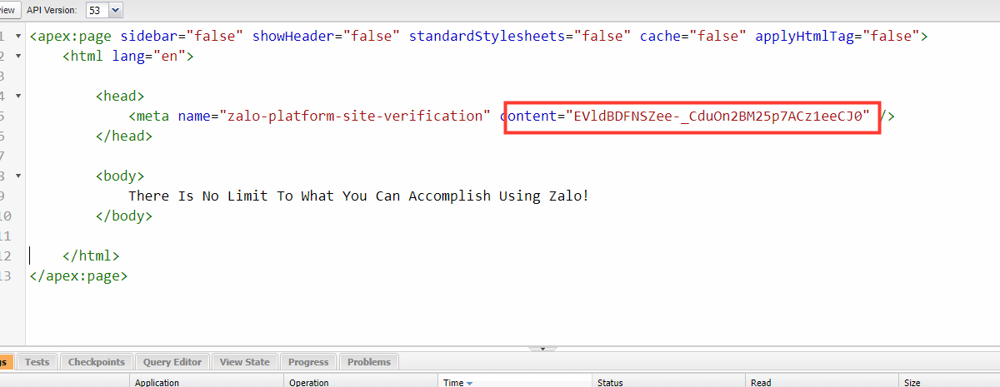 view API Version: 53
1 <apex:page sidebar="false" showHeader="false" standardStylesheets="false" cache="false" applyHtmlTag="false">
2 <html lang="en">
3
4 <head>
5 <meta name="zalo-platform-site-verification" content="EVldBDFNSZee-_CduOn2BM25p7ACz1eeCJ0" />
6 </head>
7
8 <body>
9 There Is No Limit To What You Can Accomplish Using Zalo!
10 </body>
11
12 </html>
13 </apex:page>
gs Tests Checkpoints Query Editor View State Progress Problems
Application Operation Time Status Read Size